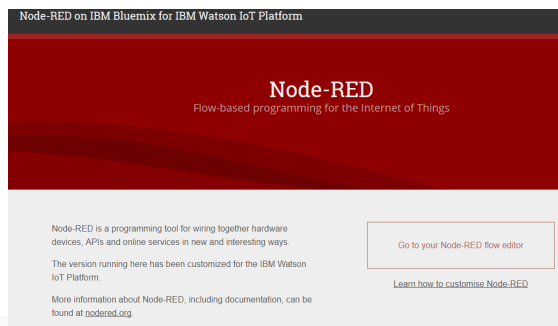 Node-RED on IBM Bluemix for IBM Watson IoT Platform
Node-RED
Flow-based programming for the Internet of Things
Node-RED is a programming tool for wiring together hardware
devices, APIs and online services in new and interesting ways.
The version running here has been customized for the IBM Watson
IoT Platform.
More information about Node-RED, including documentation, can be
found at nodered.org.
Go to your Node-RED flow editor
Learn how to customise Node-RED